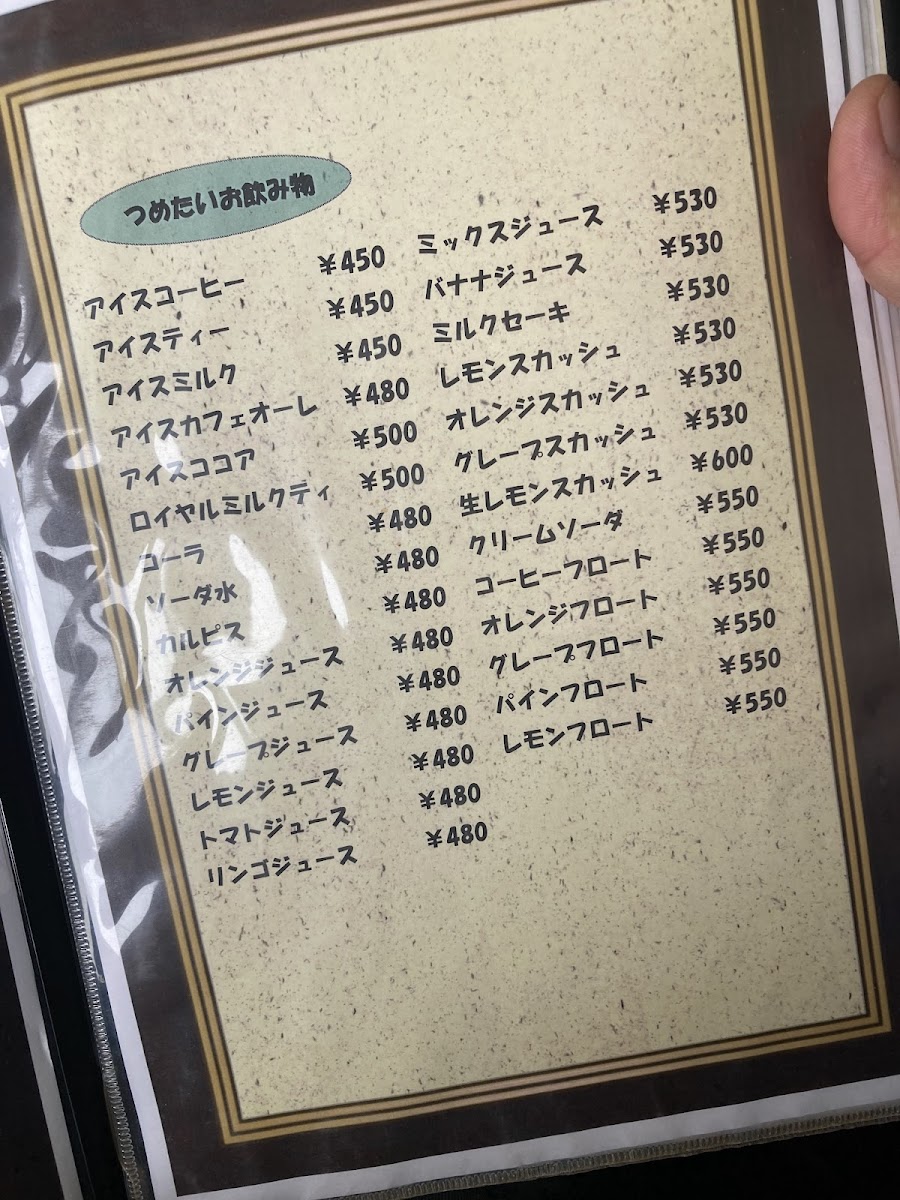 つめたいお飲み物
アイスコーヒー ¥450
アイスティー ¥450
アイスミルク ¥450
アイスカフェオーレ ¥480
アイスココア ¥500
ロイヤルミルクティ ¥500
コーラ ¥480
ソーダ水 ¥480
カルピス ¥480
オレンジジュース ¥480
パインジュース ¥480
グレープジュース ¥480
レモンジュース ¥480
トマトジュース ¥480
リンゴジュース ¥480
ミックスジュース ¥530
バナナジュース ¥530
ミルクセーキ ¥530
レモンスカッシュ ¥530
オレンジスカッシュ ¥530
グレープスカッシュ ¥530
生レモンスカッシュ ¥600
クリームソーダ ¥550
コーヒーフロート ¥550
オレンジフロート ¥550
グレープフロート ¥550
パインフロート ¥550
レモンフロート ¥550